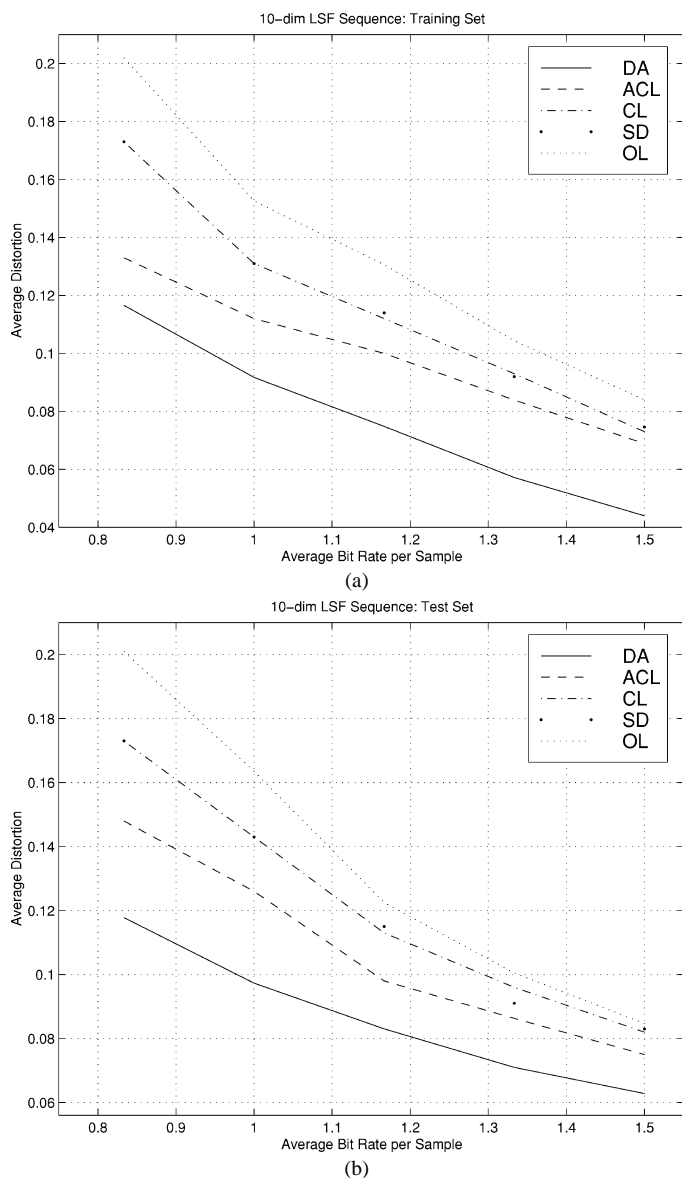 10-dim LSF Sequence: Training Set
0.2
0.18
0.16
0.14
0.12
0.1
0.08
0.06
0.04
Average Distortion
DA
ACL
CL
SD
OL
0.8 0.9 1 1.1 1.2 1.3 1.4 1.5
Average Bit Rate per Sample
(a)
10-dim LSF Sequence: Test Set
0.2
0.18
0.16
0.14
0.12
0.1
0.08
0.06
Average Distortion
DA
ACL
CL
SD
OL
0.8 0.9 1 1.1 1.2 1.3 1.4 1.5
Average Bit Rate per Sample
(b)